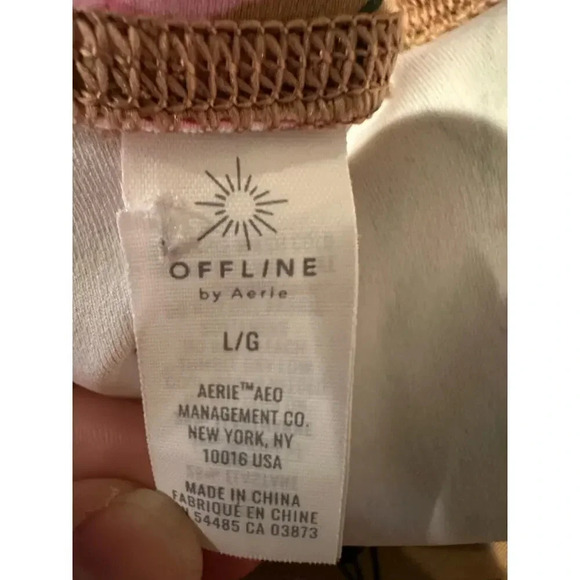 OFFLINE
by Aerie
L/G
AERIE™AEO
MANAGEMENT CO.
NEW YORK, NY
10016 USA
MADE IN CHINA
FABRIQUÉ EN CHINE
54485 CA 03873